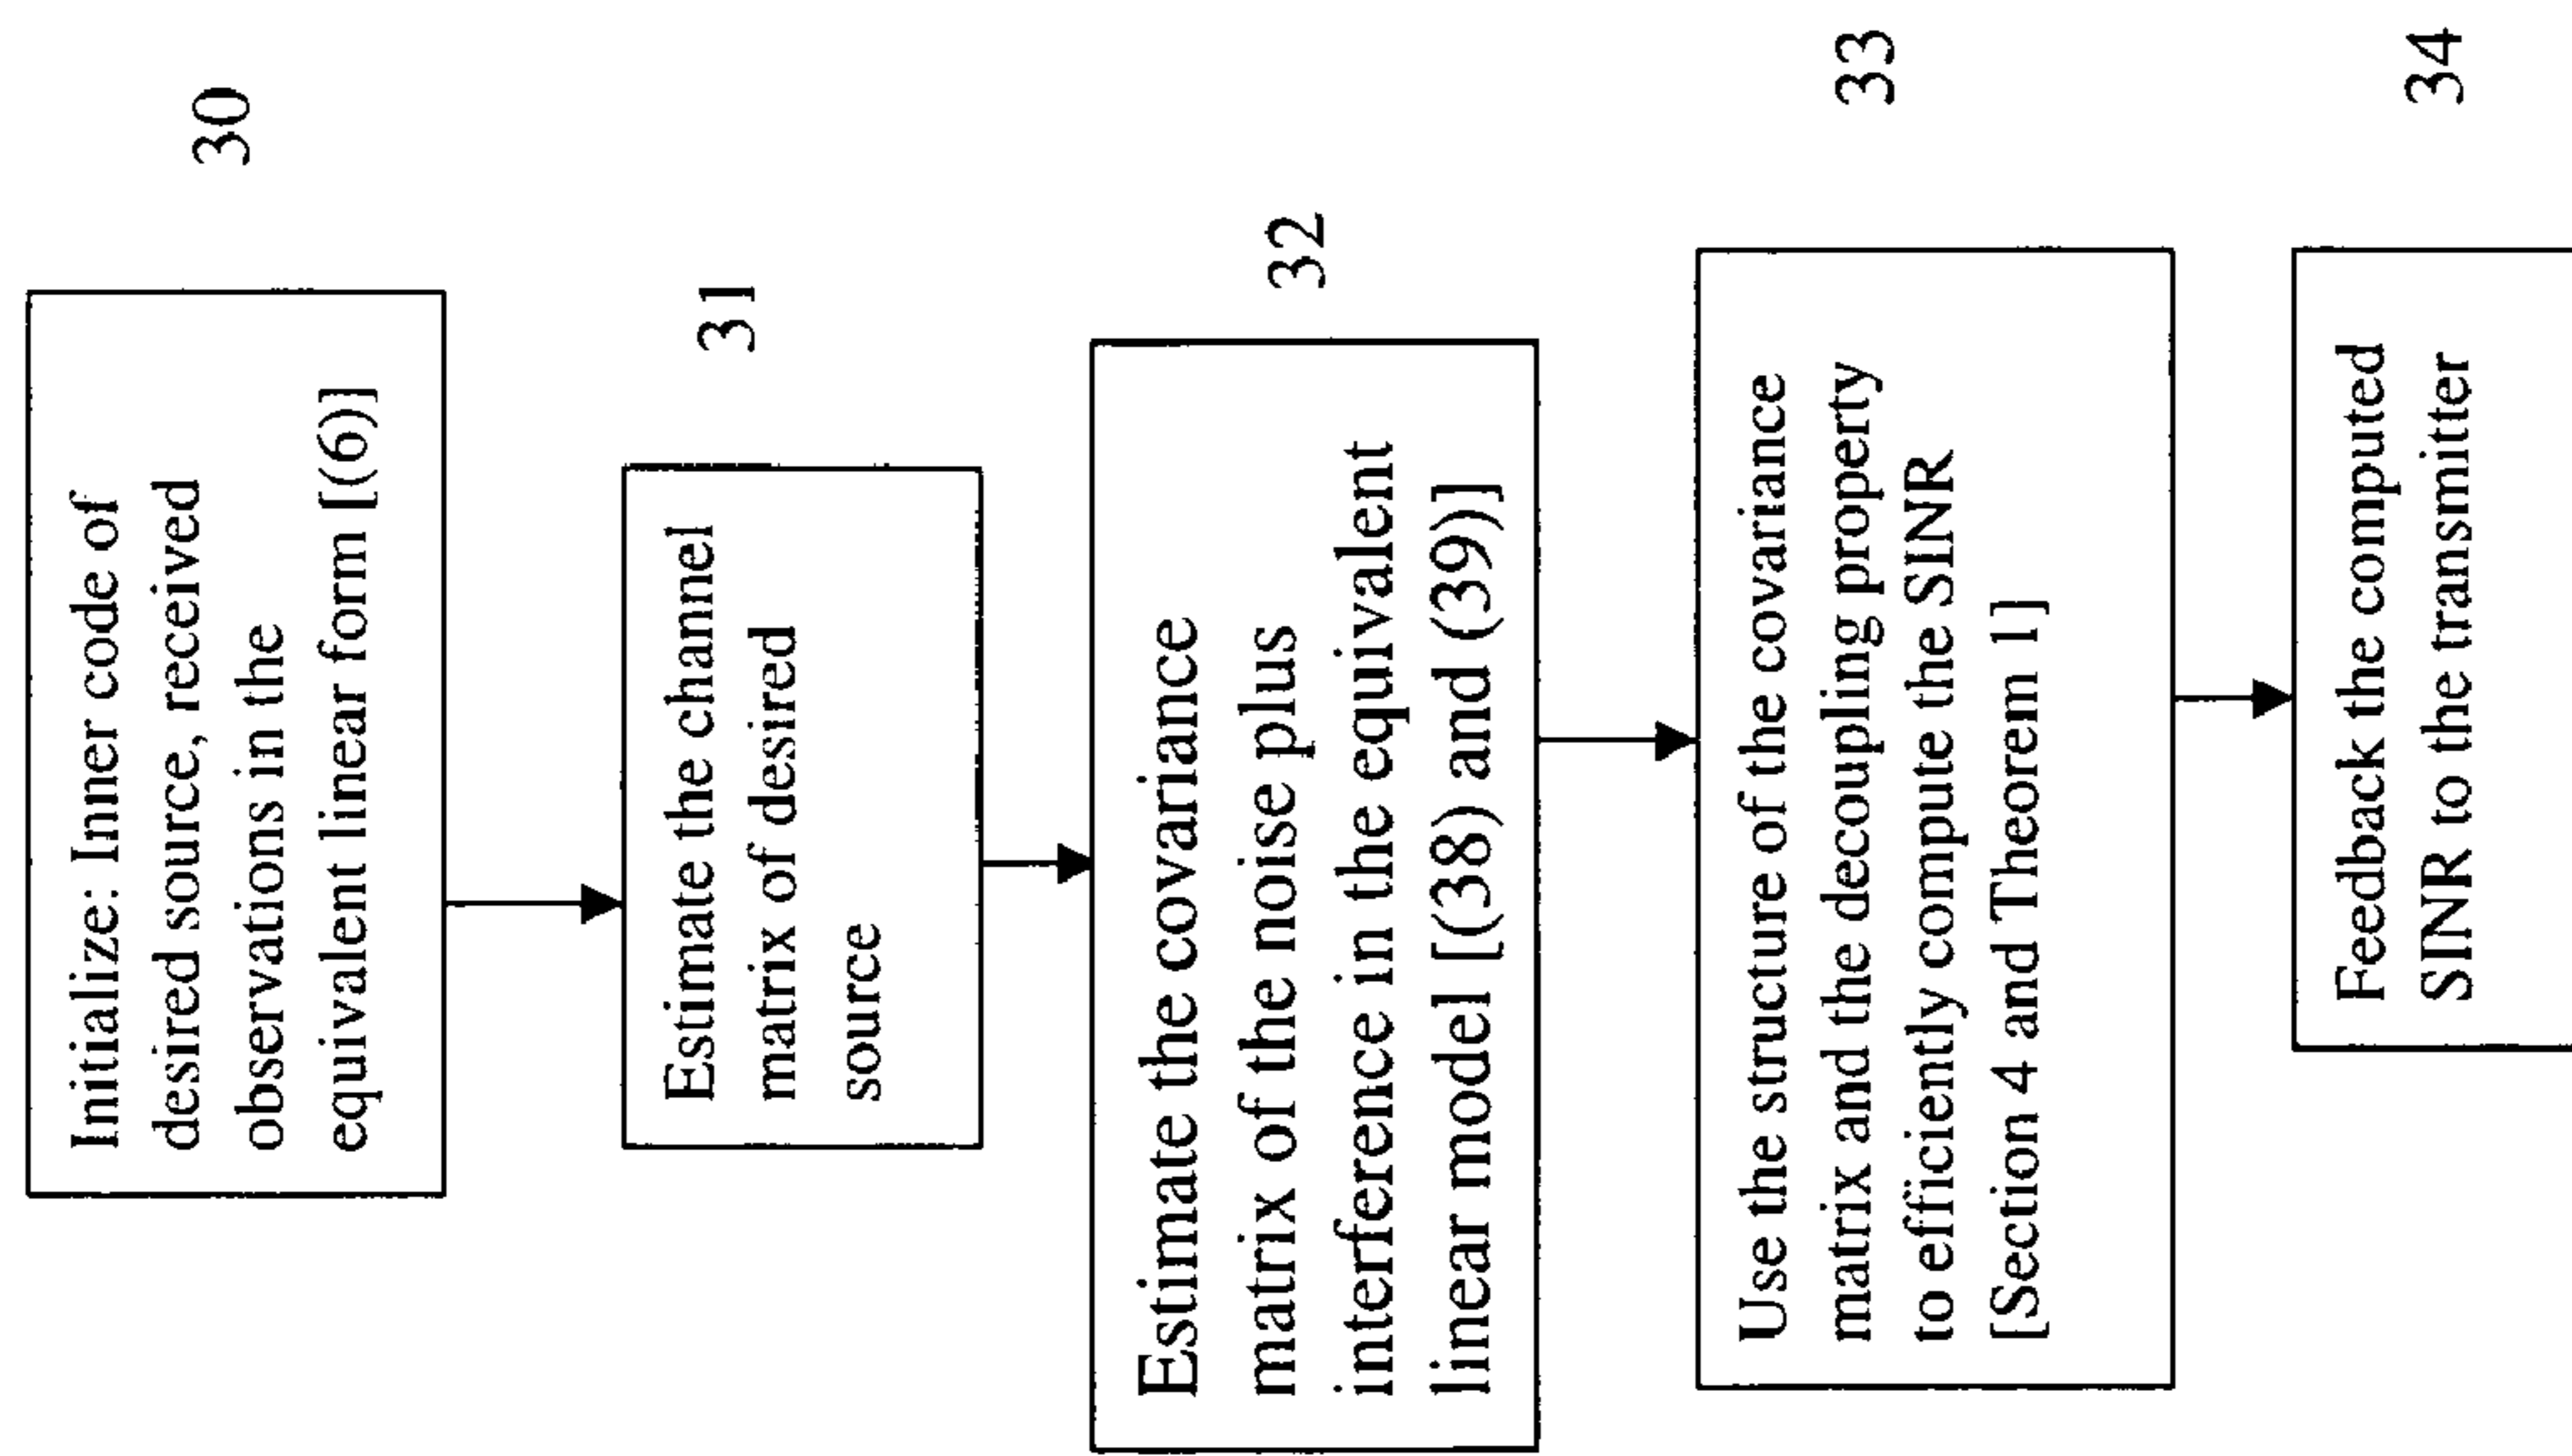 Initialize: Inner code of
desired source, received
observations in the
equivalent linear form [(6)]
30
Estimate the channel
matrix of desired
source
31
Estimate the covariance
matrix of the noise plus
interference in the equivalent
linear model [(38) and (39)]
32
Use the structure of the covariance
matrix and the decoupling property
to efficiently compute the SINR
[Section 4 and Theorem 1]
33
Feedback the computed
SINR to the transmitter
34